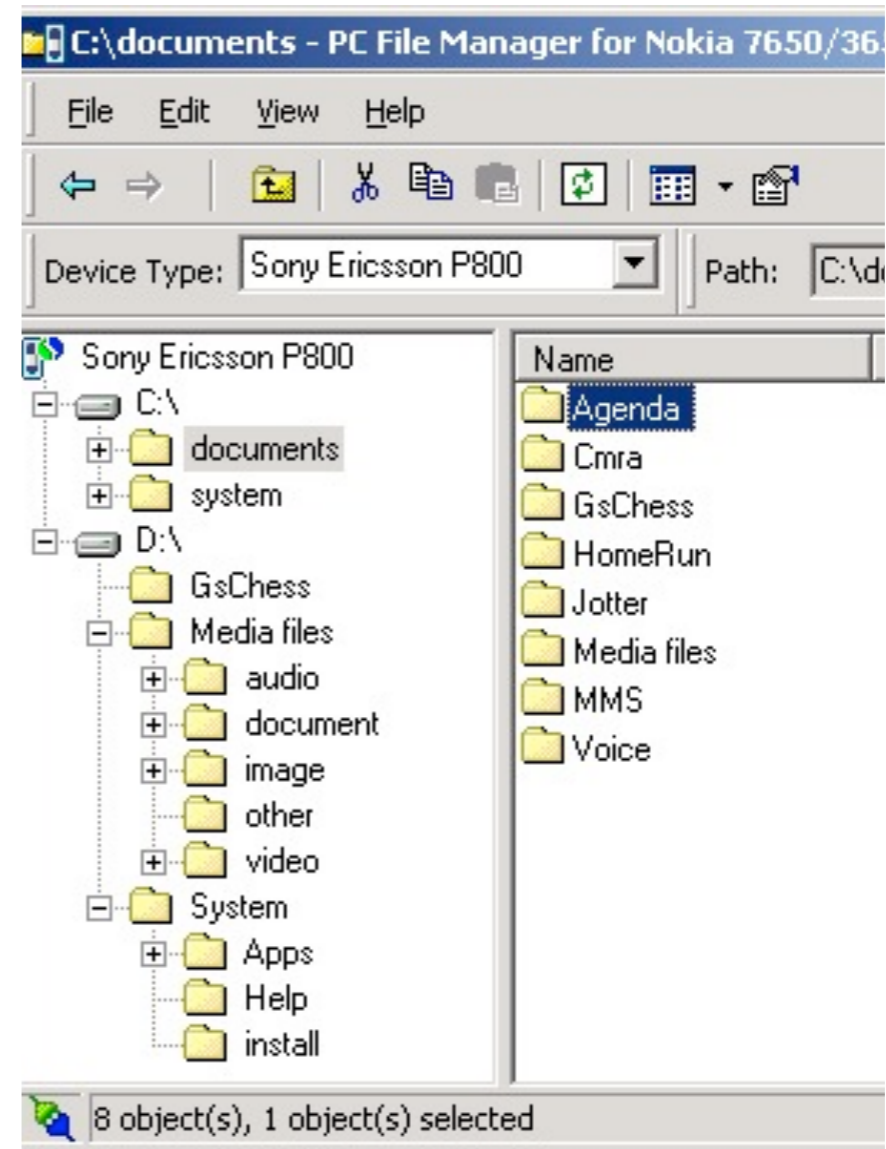 C:\documents - PC File Manager for Nokia 7650/36
File Edit View Help
Device Type: Sony Ericsson P800 Path: C:\d
Sony Ericsson P800
C:\
documents
system
D:\
GsChess
Media files
audio
document
image
other
video
System
Apps
Help
install
Name
Agenda
Cmra
GsChess
HomeRun
Jotter
Media files
MMS
Voice
8 object(s), 1 object(s) selected